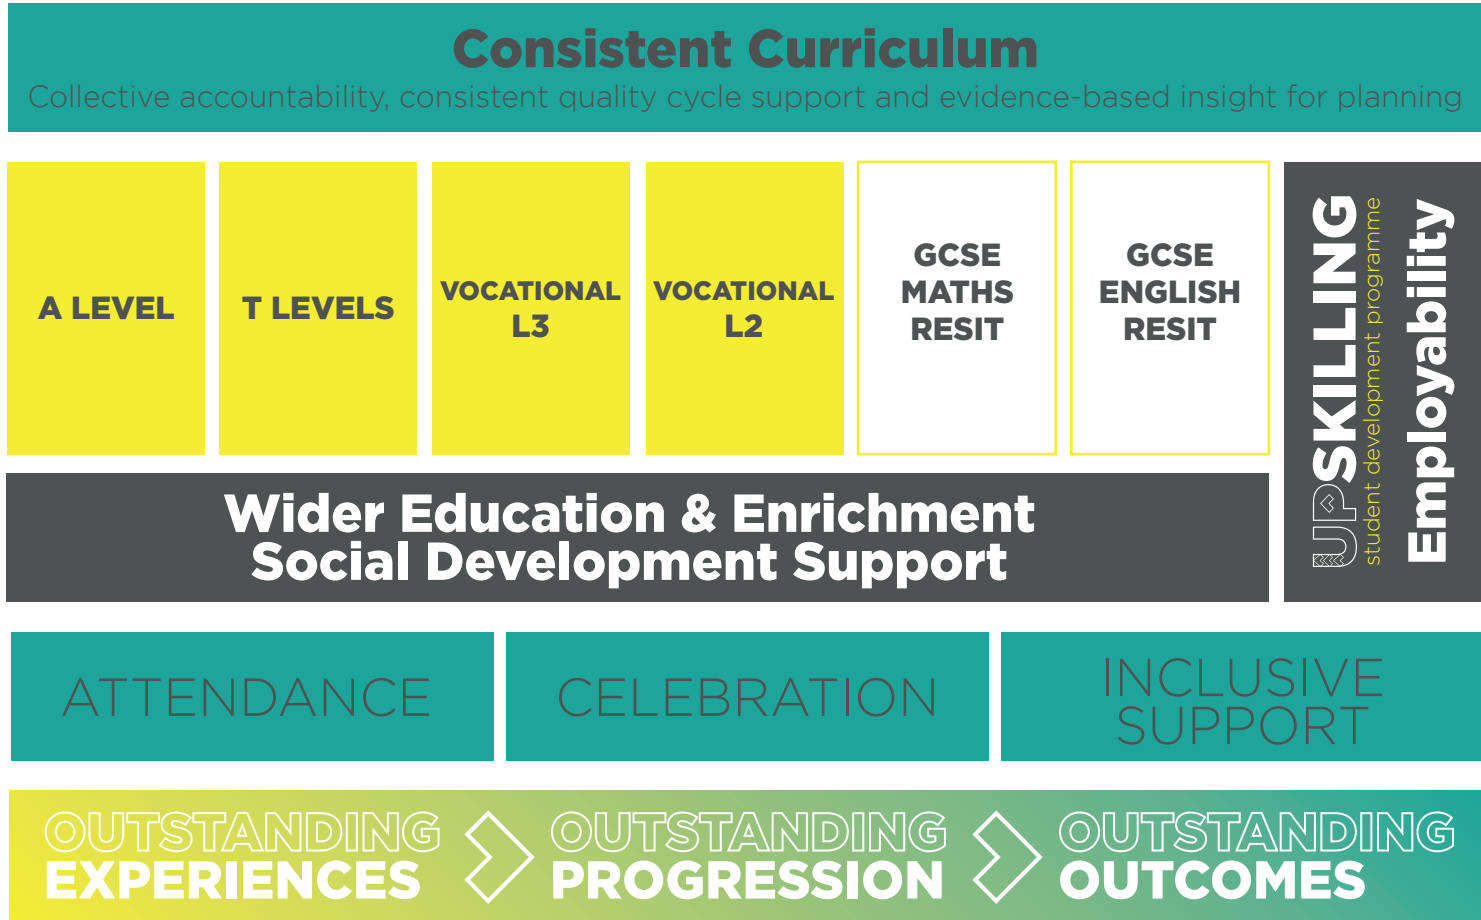 Consistent Curriculum
Collective accountability, consistent quality cycle support and evidence-based insight for planning
A LEVEL
T LEVELS
VOCATIONAL
L3
VOCATIONAL
L2
GCSE
MATHS
RESIT
GCSE
ENGLISH
RESIT
UPSKILLING
student development programme
Employability
Wider Education & Enrichment
Social Development Support
ATTENDANCE
CELEBRATION
INCLUSIVE
SUPPORT
OUTSTANDING
EXPERIENCES
OUTSTANDING
PROGRESSION
OUTSTANDING
OUTCOMES